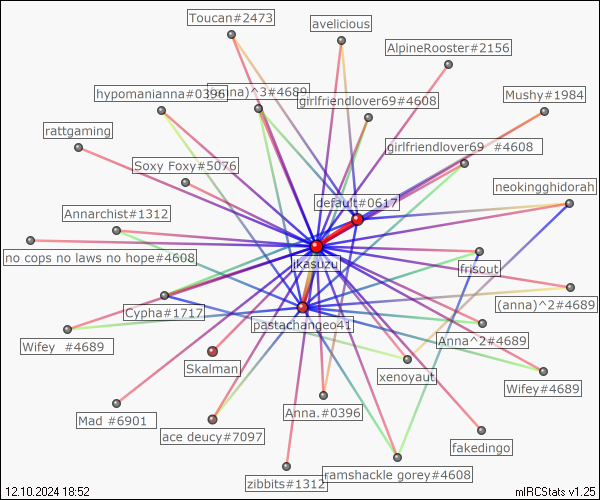 Toucan#2473
avelicious
AlpineRooster#2156
hypomanianna#0396
nna)^3#4689
girlfriendlover69#4608
Mushy#1984
rattgaming
Soxy Foxy#5076
girlfriendlover69 #4608
neokingghidorah
default#0617
Annarchist#1312
no cops no laws no hope#4608
ikasuzu
frisout
Cypha#1717
pastachangeo41
(anna)^2#4689
Wifey #4689
Anna^2#4689
Skalman
xenoyaut
Wifey#4689
Mad #6901
ace deucy#7097
Anna.#0396
fakedingo
zibbits#1312
ramshackle gorey#4608
12.10.2024 18:52
mIRCStats v1.25